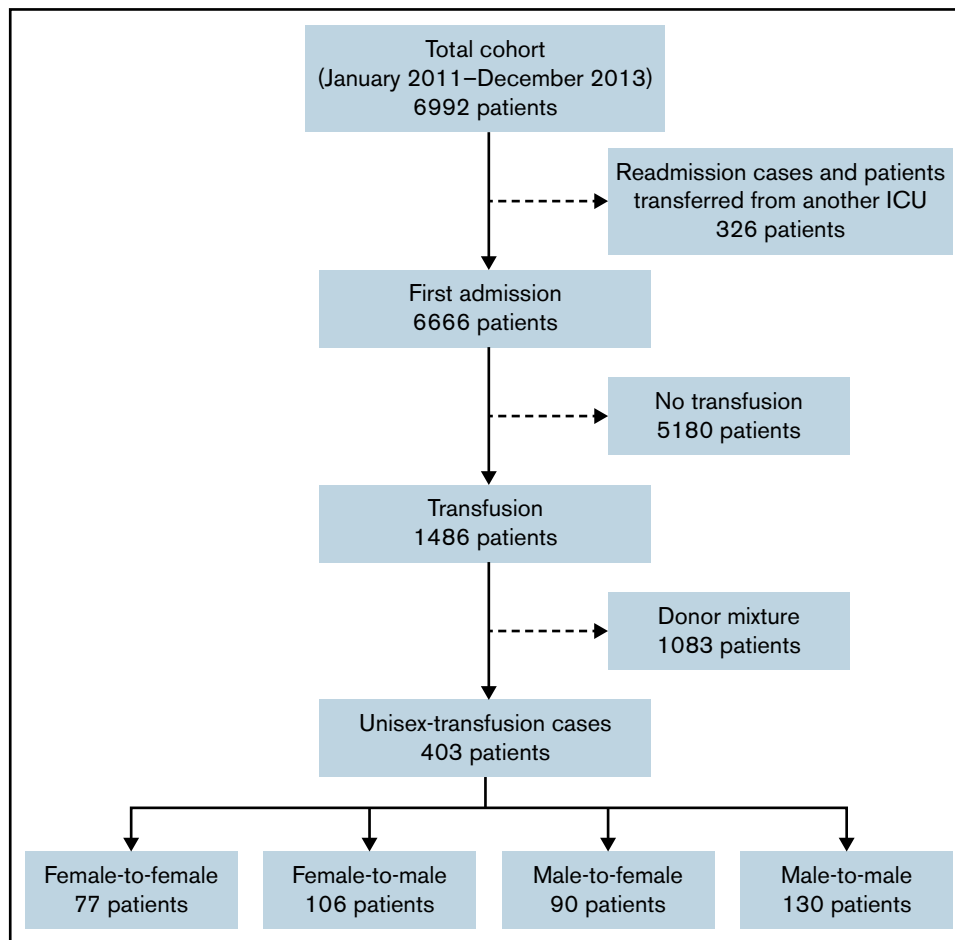 Total cohort
(January 2011–December 2013)
6992 patients
Readmission cases and patients
transferred from another ICU
326 patients
First admission
6666 patients
No transfusion
5180 patients
Transfusion
1486 patients
Donor mixture
1083 patients
Unisex-transfusion cases
403 patients
Female-to-female
77 patients
Female-to-male
106 patients
Male-to-female
90 patients
Male-to-male
130 patients